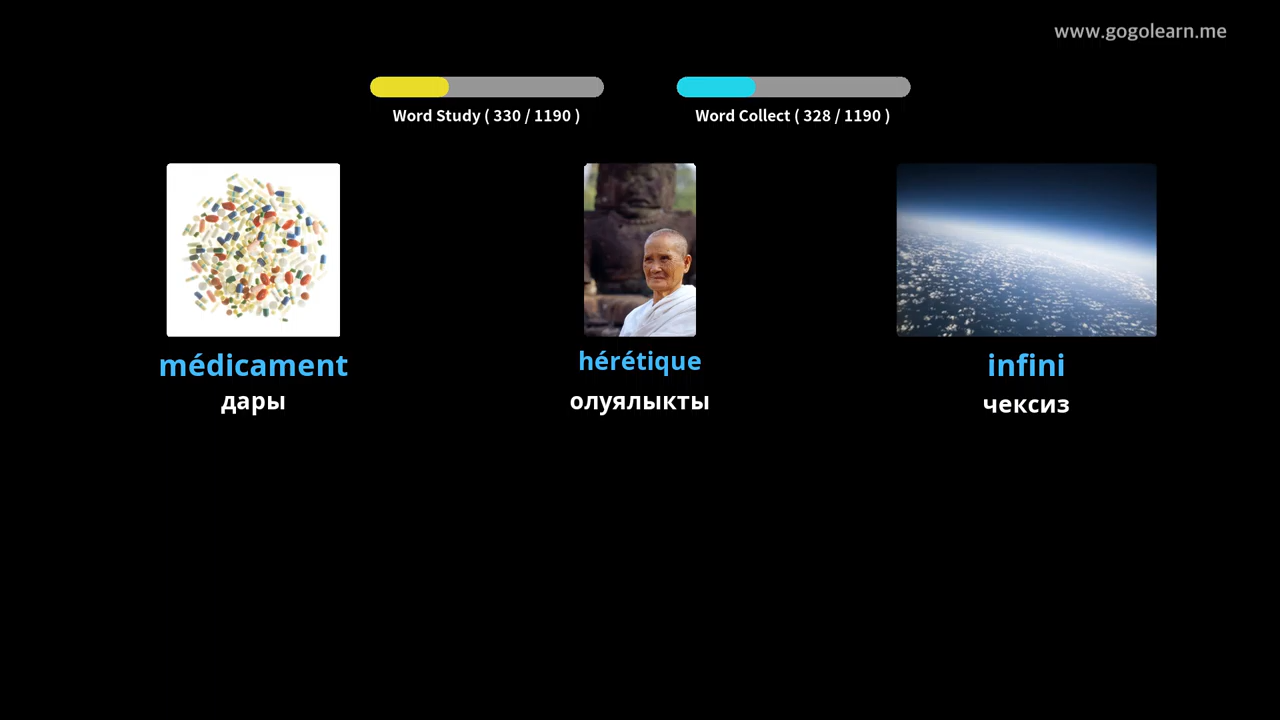 www.gogolearn.me
Word Study ( 330 / 1190 )
Word Collect ( 328 / 1190 )
médicament
дары
hérétique
олуялыкты
infini
чексиз